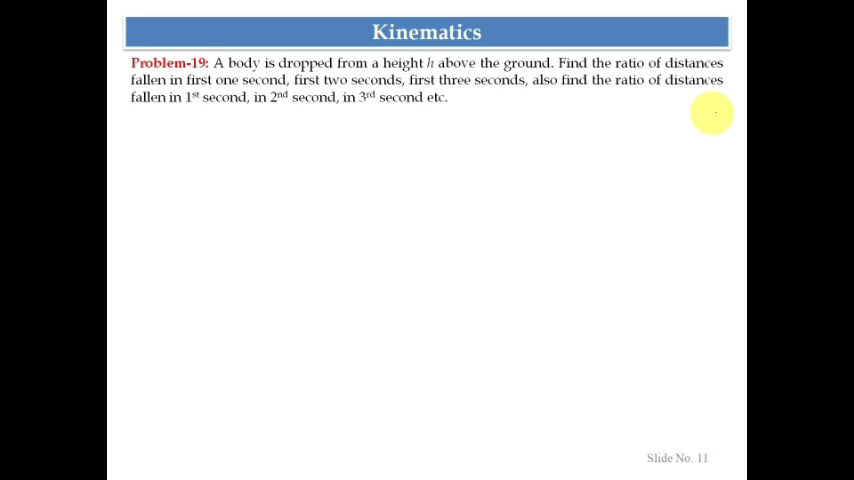 Kinematics
Problem-19: A body is dropped from a height h above the ground. Find the ratio of distances
fallen in first one second, first two seconds, first three seconds, also find the ratio of distances
fallen in 1st second, in 2nd second, in 3rd second etc.
Slide No. 11